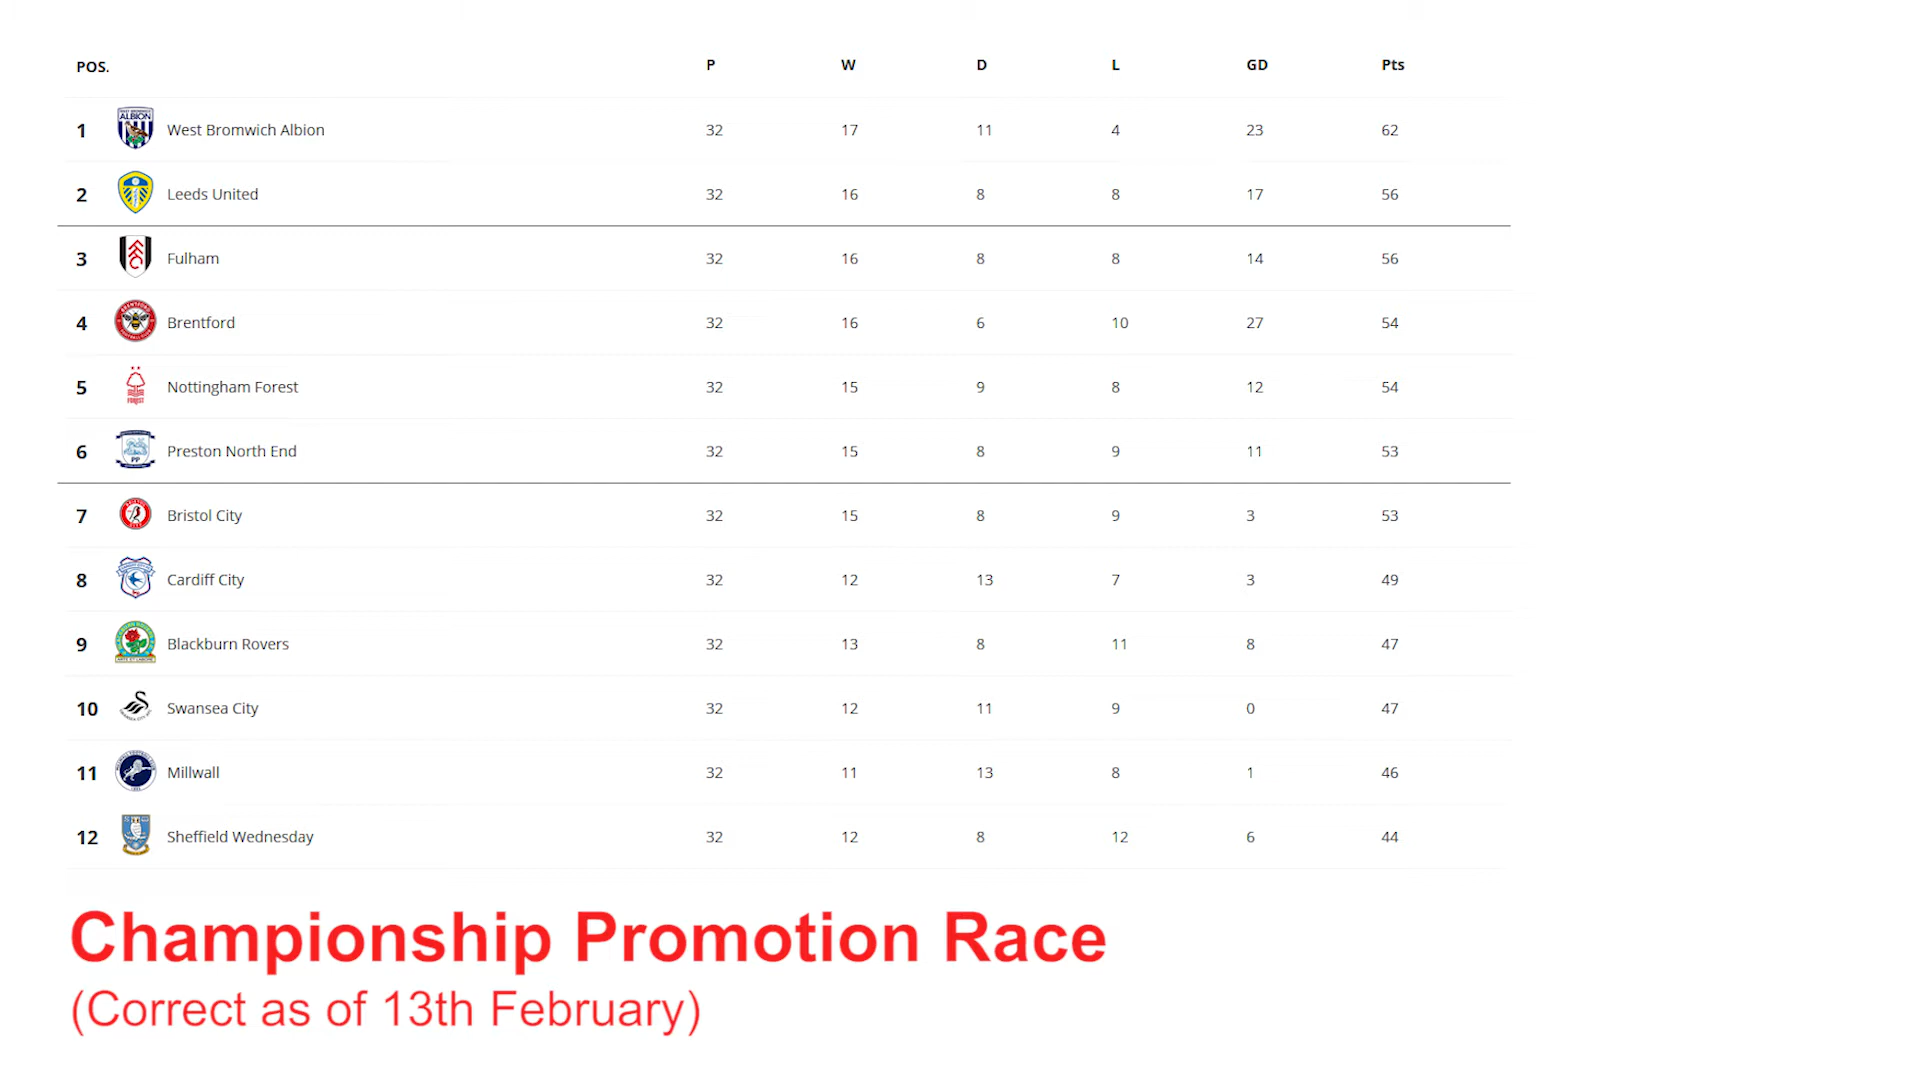 POS. P W D L GD Pts
1 West Bromwich Albion 32 17 11 4 23 62
2 Leeds United 32 16 8 8 17 56
3 Fulham 32 16 8 8 14 56
4 Brentford 32 16 6 10 27 54
5 Nottingham Forest 32 15 9 8 12 54
6 Preston North End 32 15 8 9 11 53
7 Bristol City 32 15 8 9 3 53
8 Cardiff City 32 12 13 7 3 49
9 Blackburn Rovers 32 13 8 11 8 47
10 Swansea City 32 12 11 9 0 47
11 Millwall 32 11 13 8 1 46
12 Sheffield Wednesday 32 12 8 12 6 44
Championship Promotion Race
(Correct as of 13th February)